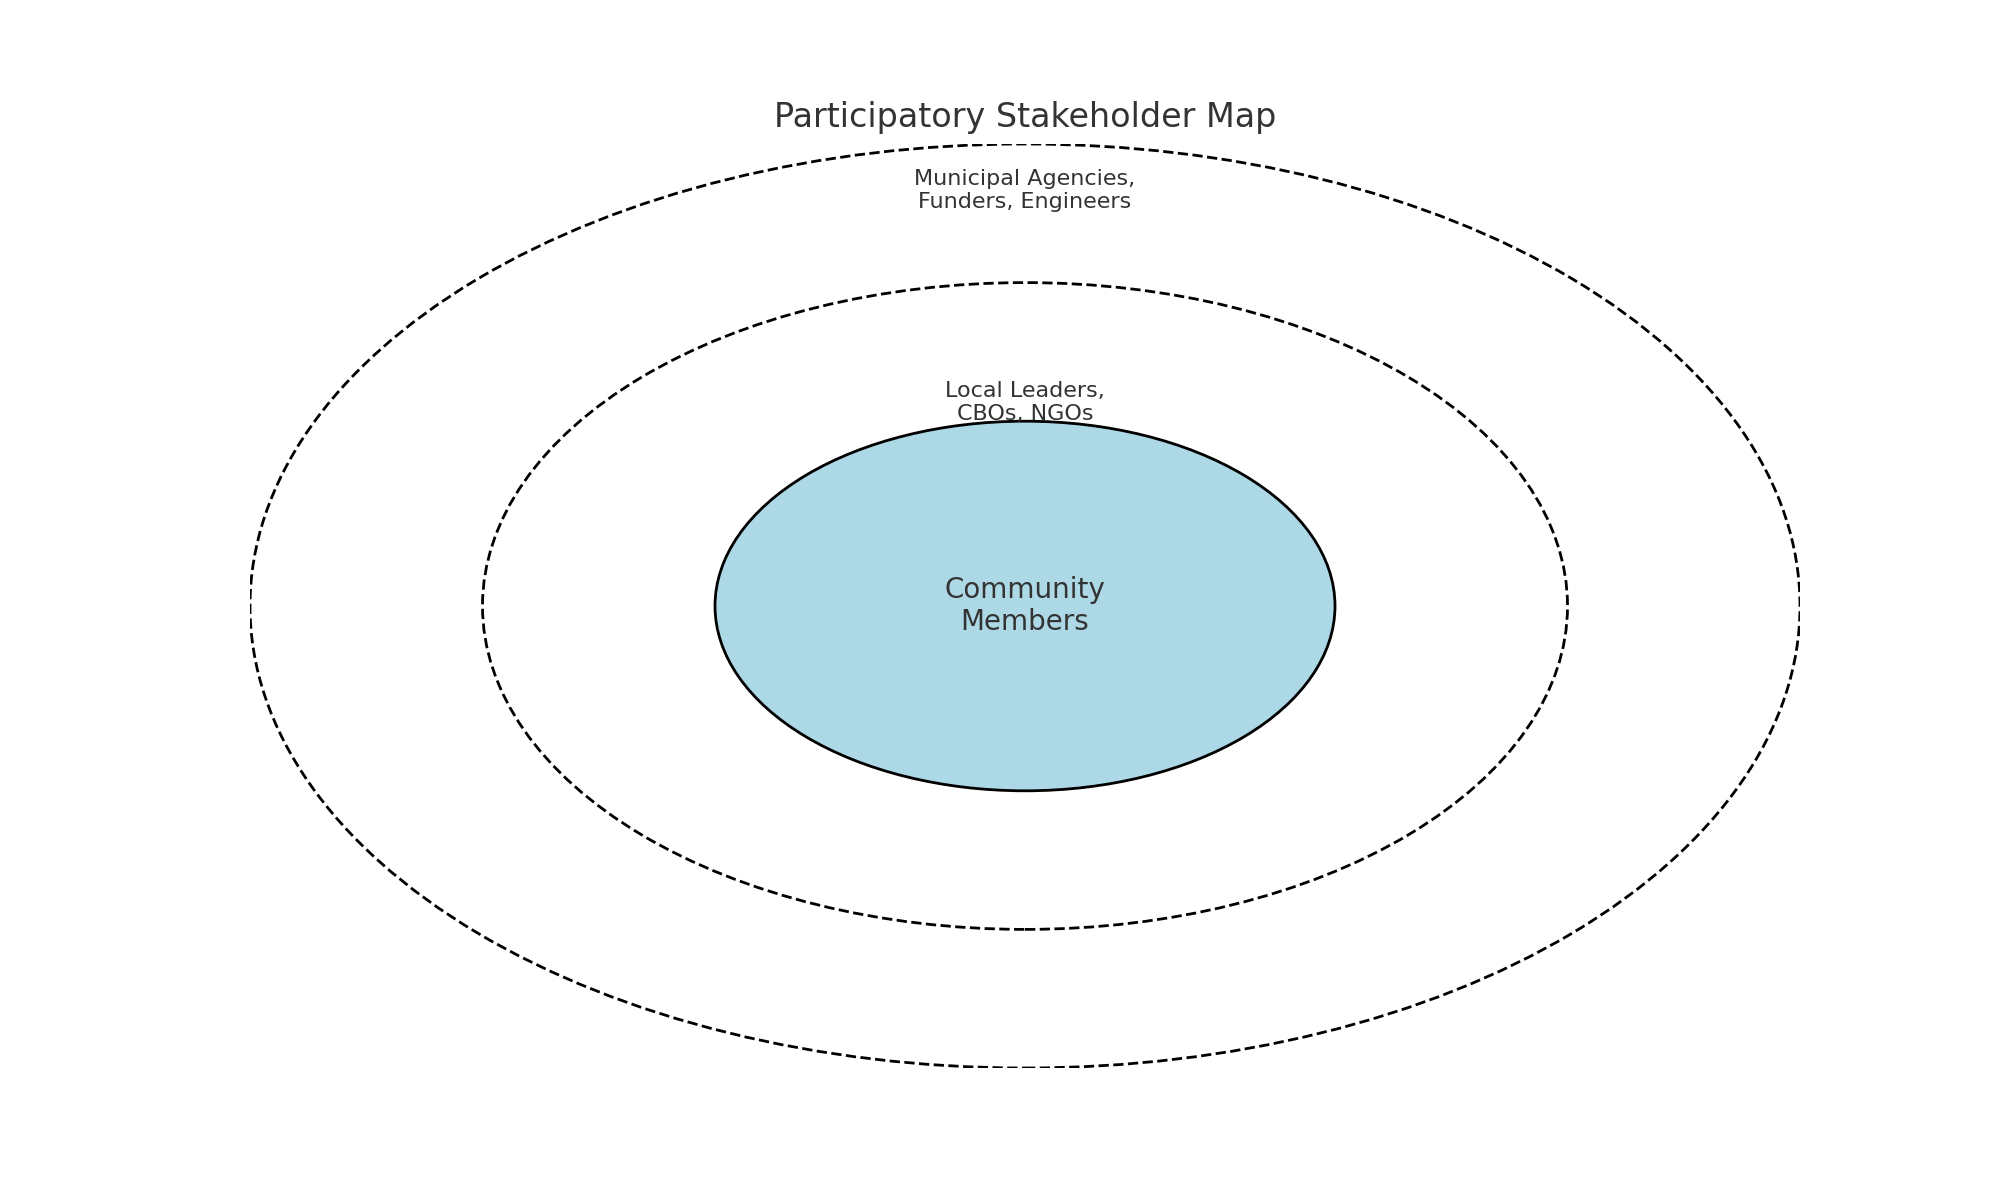 Participatory Stakeholder Map
Municipal Agencies,
Funders, Engineers
Local Leaders,
CBOs, NGOs
Community
Members